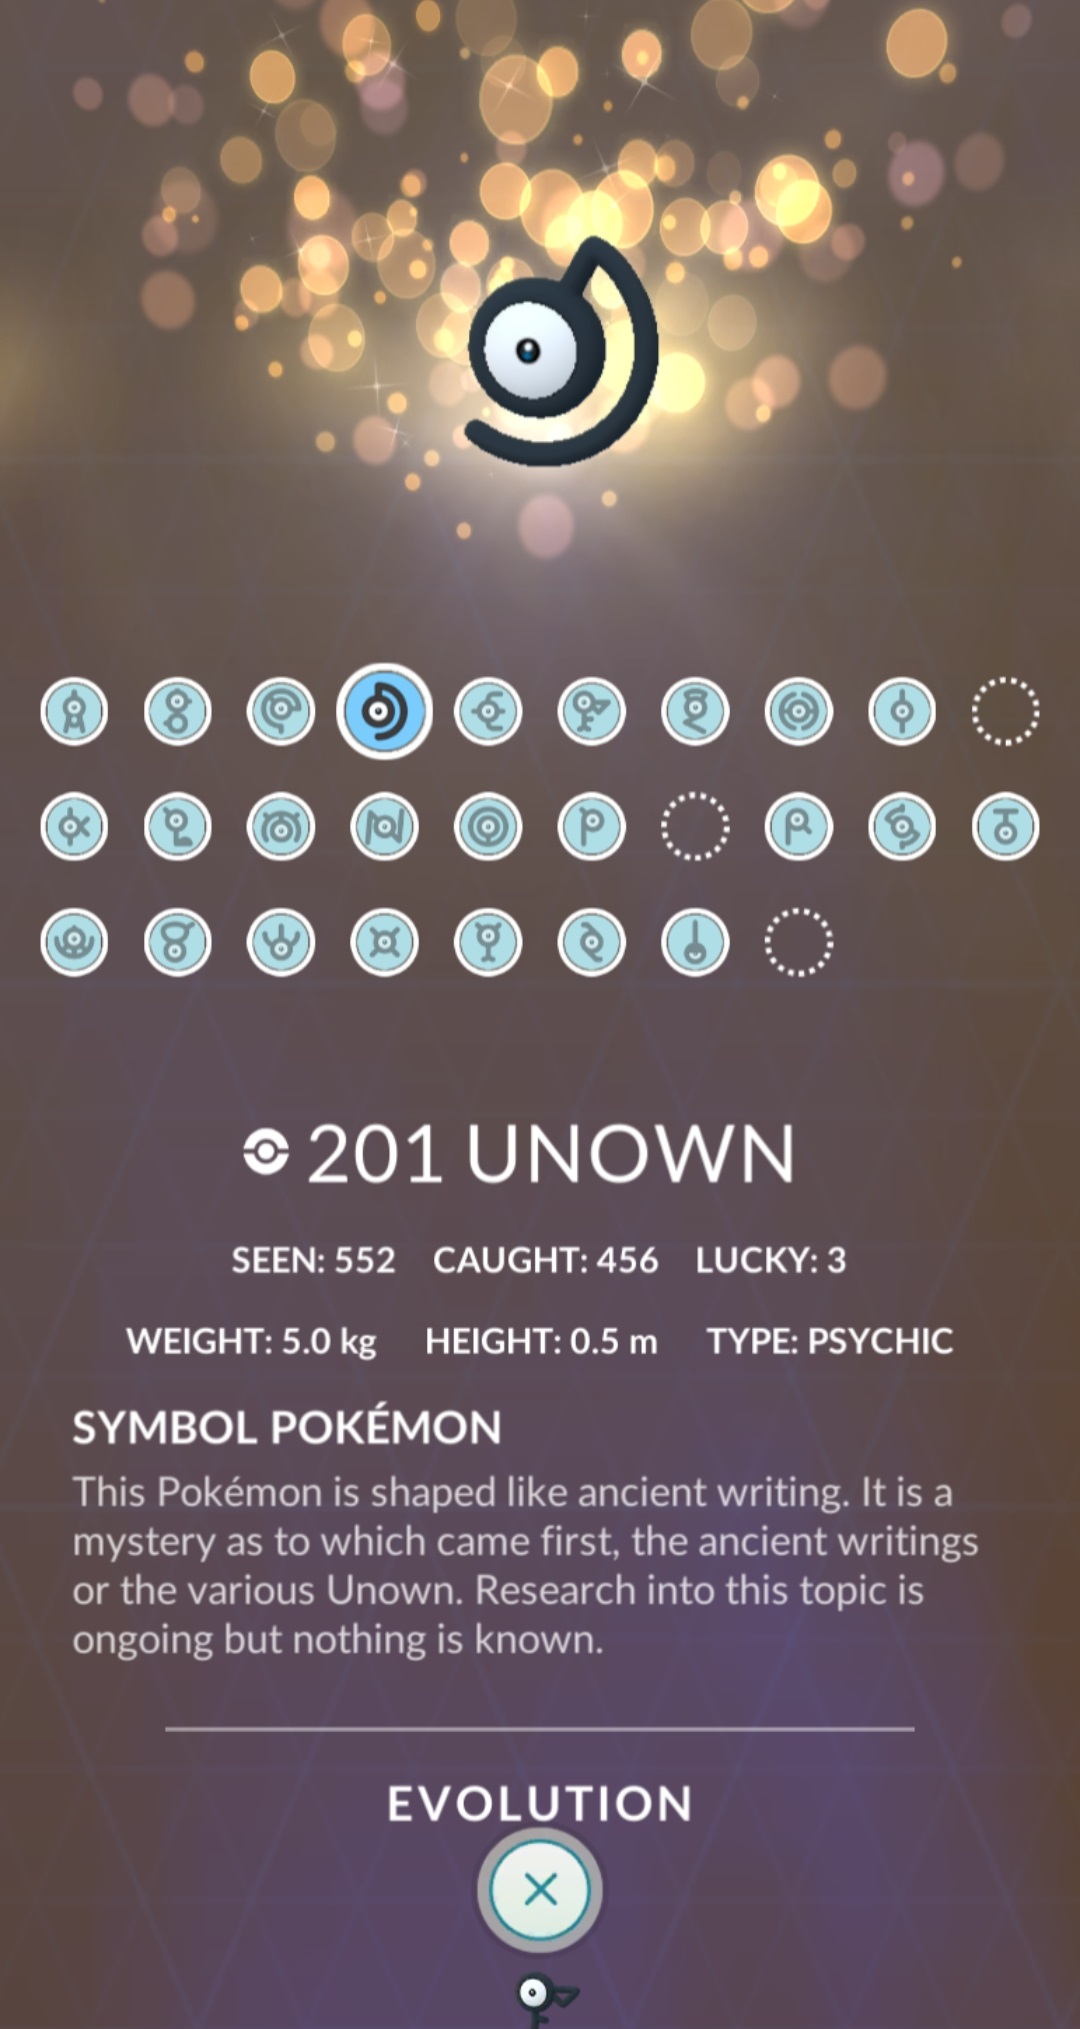 201 UNOWN
SEEN: 552 CAUGHT: 456 LUCKY: 3
WEIGHT: 5.0 kg HEIGHT: 0.5 m TYPE: PSYCHIC
SYMBOL POKÉMON
This Pokémon is shaped like ancient writing. It is a
mystery as to which came first, the ancient writings
or the various Unown. Research into this topic is
ongoing but nothing is known.
EVOLUTION